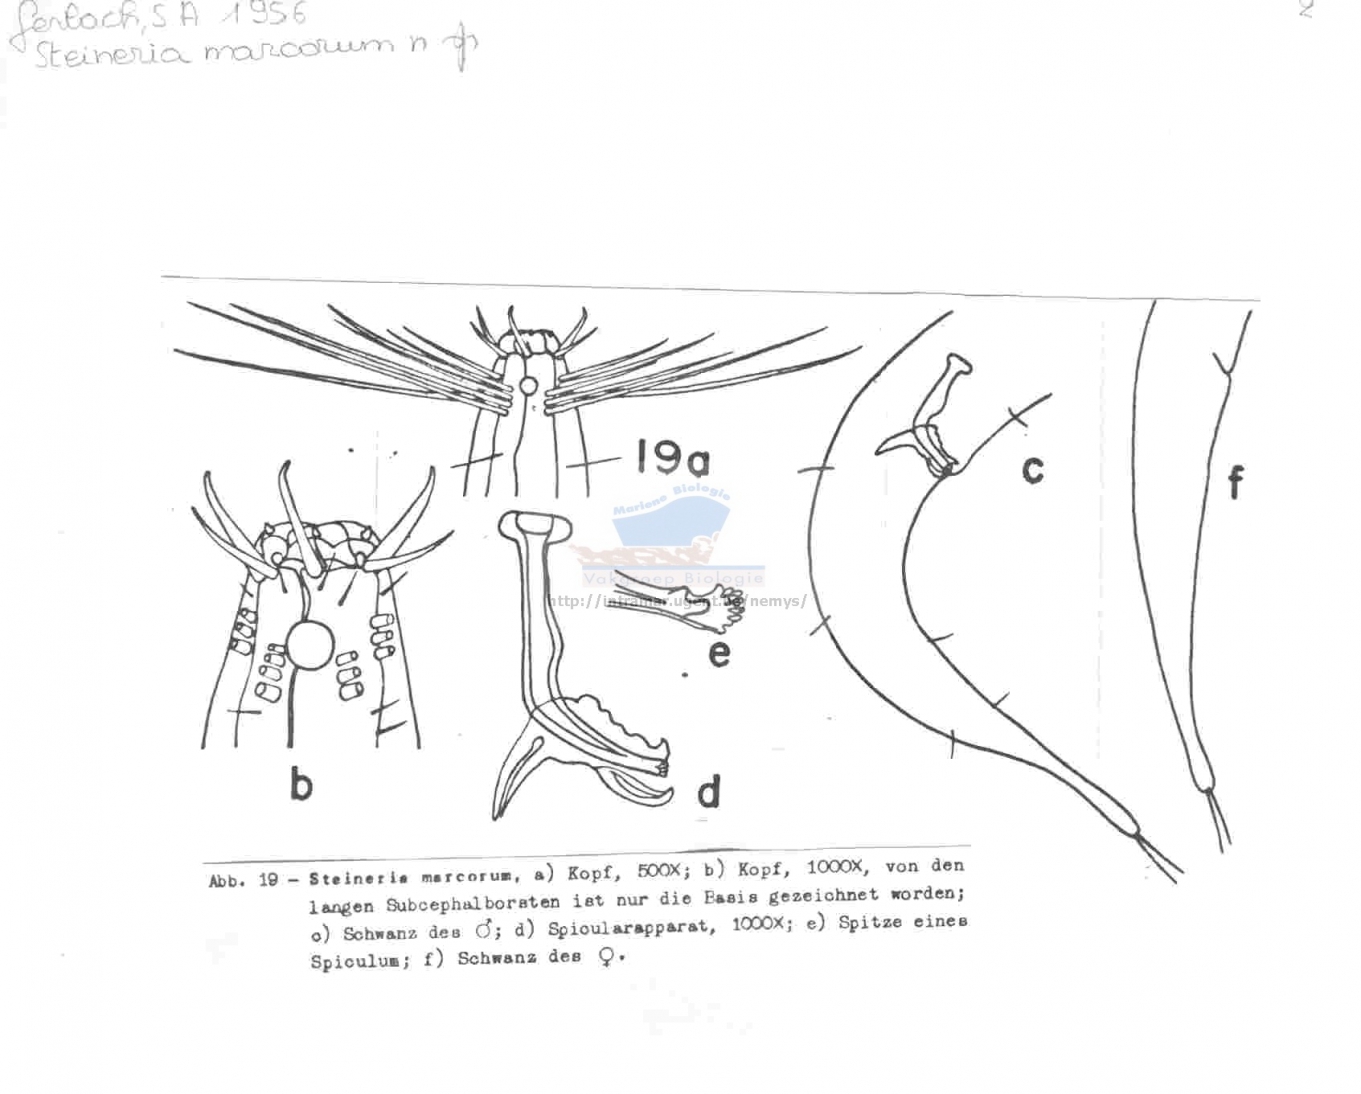 Gerlach, S A 1956
2
Steineria marcorum n sp
19a
c
f
Mariene Biologie
Vakgroep Biologie
http://intramar.ugent.be/nemys/
e
b
d
Abb. 19 – Steineria marcorum, a) Kopf, 500X; b) Kopf, 1000X, von den
langen Subcephalborsten ist nur die Basis gezeichnet worden;
c) Schwanz des ♂; d) Spicularapparat, 1000X; e) Spitze eines
Spiculum; f) Schwanz des ♀.